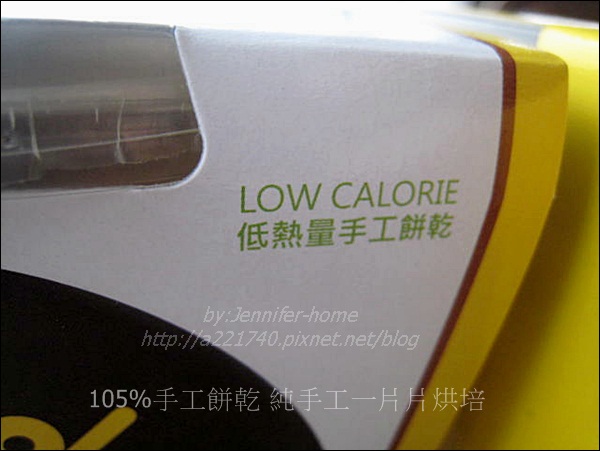 LOW CALORIE
低熱量手工餅乾
by:Jennifer-home
http://a221740.pixnet.net/blog
105%手工餅乾 純手工一片片烘培
%